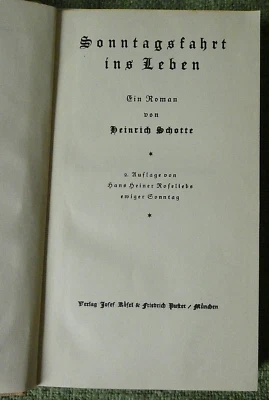 Sonntagsfahrt
ins Leben
Ein Roman
von
Heinrich Schotte
*
2. Auflage von
Hans Heiner Roseliebs
ewiger Sonntag
*
Verlag Josef Kösel & Friedrich Pustet / München